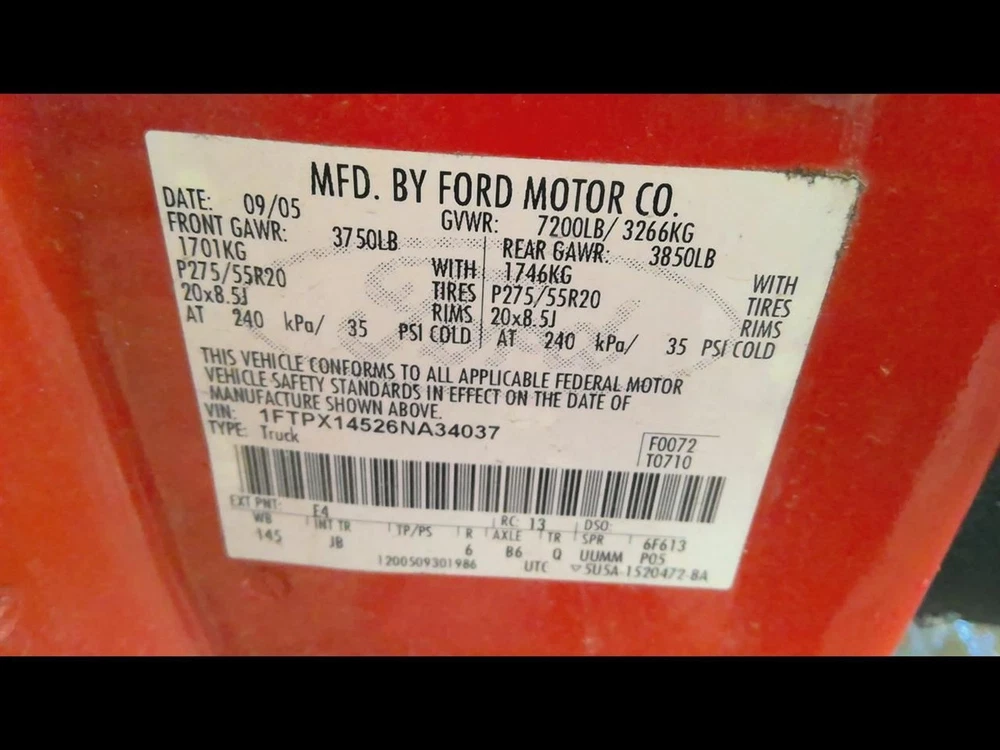 MFD. BY FORD MOTOR CO.
DATE: 09/05 GVWR: 7200LB/ 3266KG
FRONT GAWR: 3750LB REAR GAWR: 3850LB
1701KG WITH 1746KG WITH
P275/55R20 TIRES P275/55R20 TIRES
20x8.5J RIMS 20x8.5J RIMS
AT 240 kPa/ 35 PSI COLD AT 240 kPa/ 35 PSI COLD
THIS VEHICLE CONFORMS TO ALL APPLICABLE FEDERAL MOTOR
VEHICLE SAFETY STANDARDS IN EFFECT ON THE DATE OF
MANUFACTURE SHOWN ABOVE.
VIN: 1FTPX14526NA34037
TYPE: Truck
F0072
T0710
EXT PNT: E4 RC: 13 DSO:
WB INT TR TP/PS R AXLE TR SPR 6F613
145 JB 6 B6 Q UUMM P05
1200509301986 UTC ▽5U5A-1520472-BA